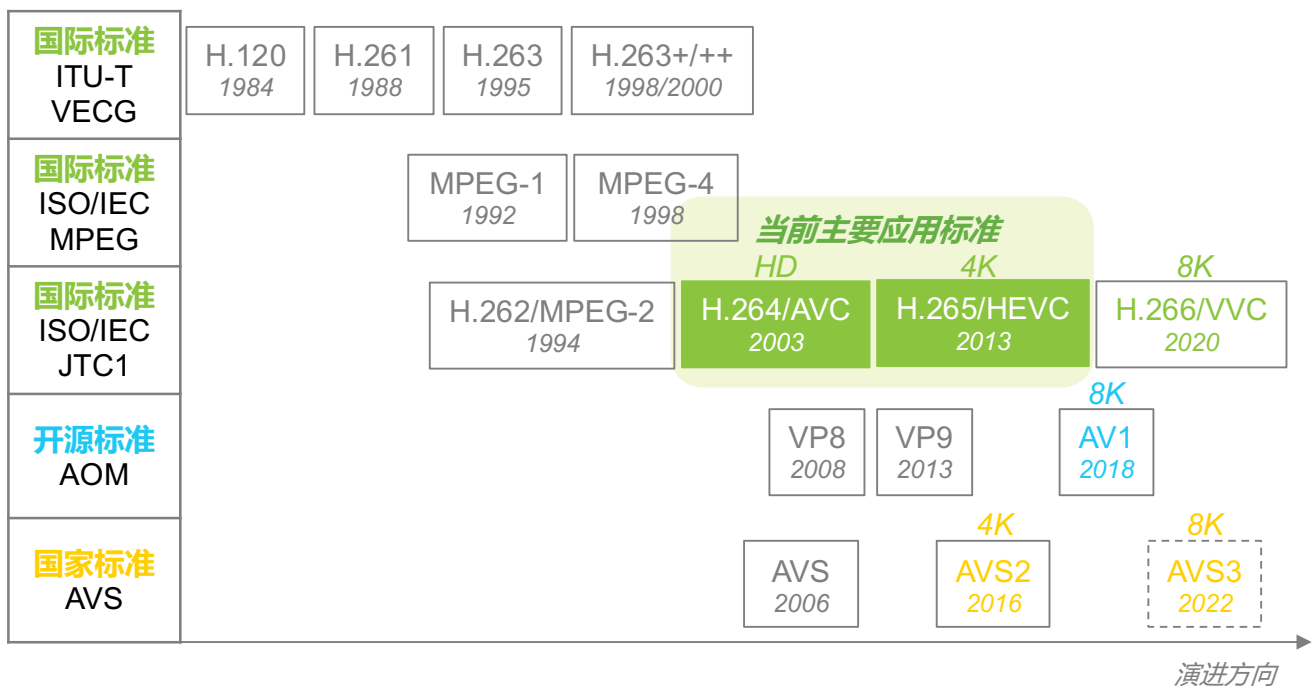 国际标准
ITU-T
VECG
H.120
1984
H.261
1988
H.263
1995
H.263+/++
1998/2000
国际标准
ISO/IEC
MPEG
MPEG-1
1992
MPEG-4
1998
当前主要应用标准
国际标准
ISO/IEC
JTC1
H.262/MPEG-2
1994
HD
H.264/AVC
2003
4K
H.265/HEVC
2013
8K
H.266/VVC
2020
开源标准
AOM
VP8
2008
VP9
2013
8K
AV1
2018
国家标准
AVS
AVS
2006
4K
AVS2
2016
8K
AVS3
2022
演进方向